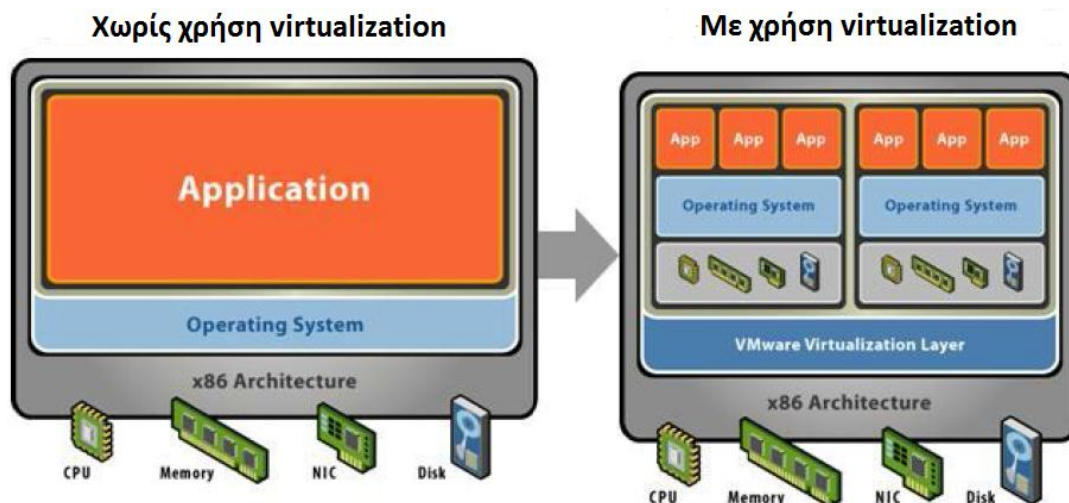 Χωρίς χρήση virtualization
Application
Operating System
x86 Architecture
CPU
Memory
NIC
Disk
Με χρήση virtualization
App App App App App App
Operating System Operating System
VMware Virtualization Layer
x86 Architecture
CPU
Memory
NIC
Disk